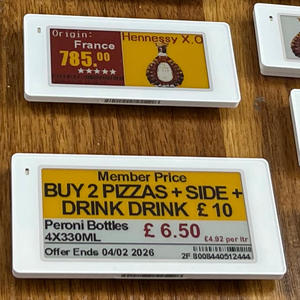 Origin:
France
Hennessy X.O
785.00
Member Price
BUY 2 PIZZAS + SIDE +
DRINK DRINK £ 10
Peroni Bottles
4X330ML
£ 6.50
£4.92 per ltr
Offer Ends 04/02 2026
2F 8008440512444